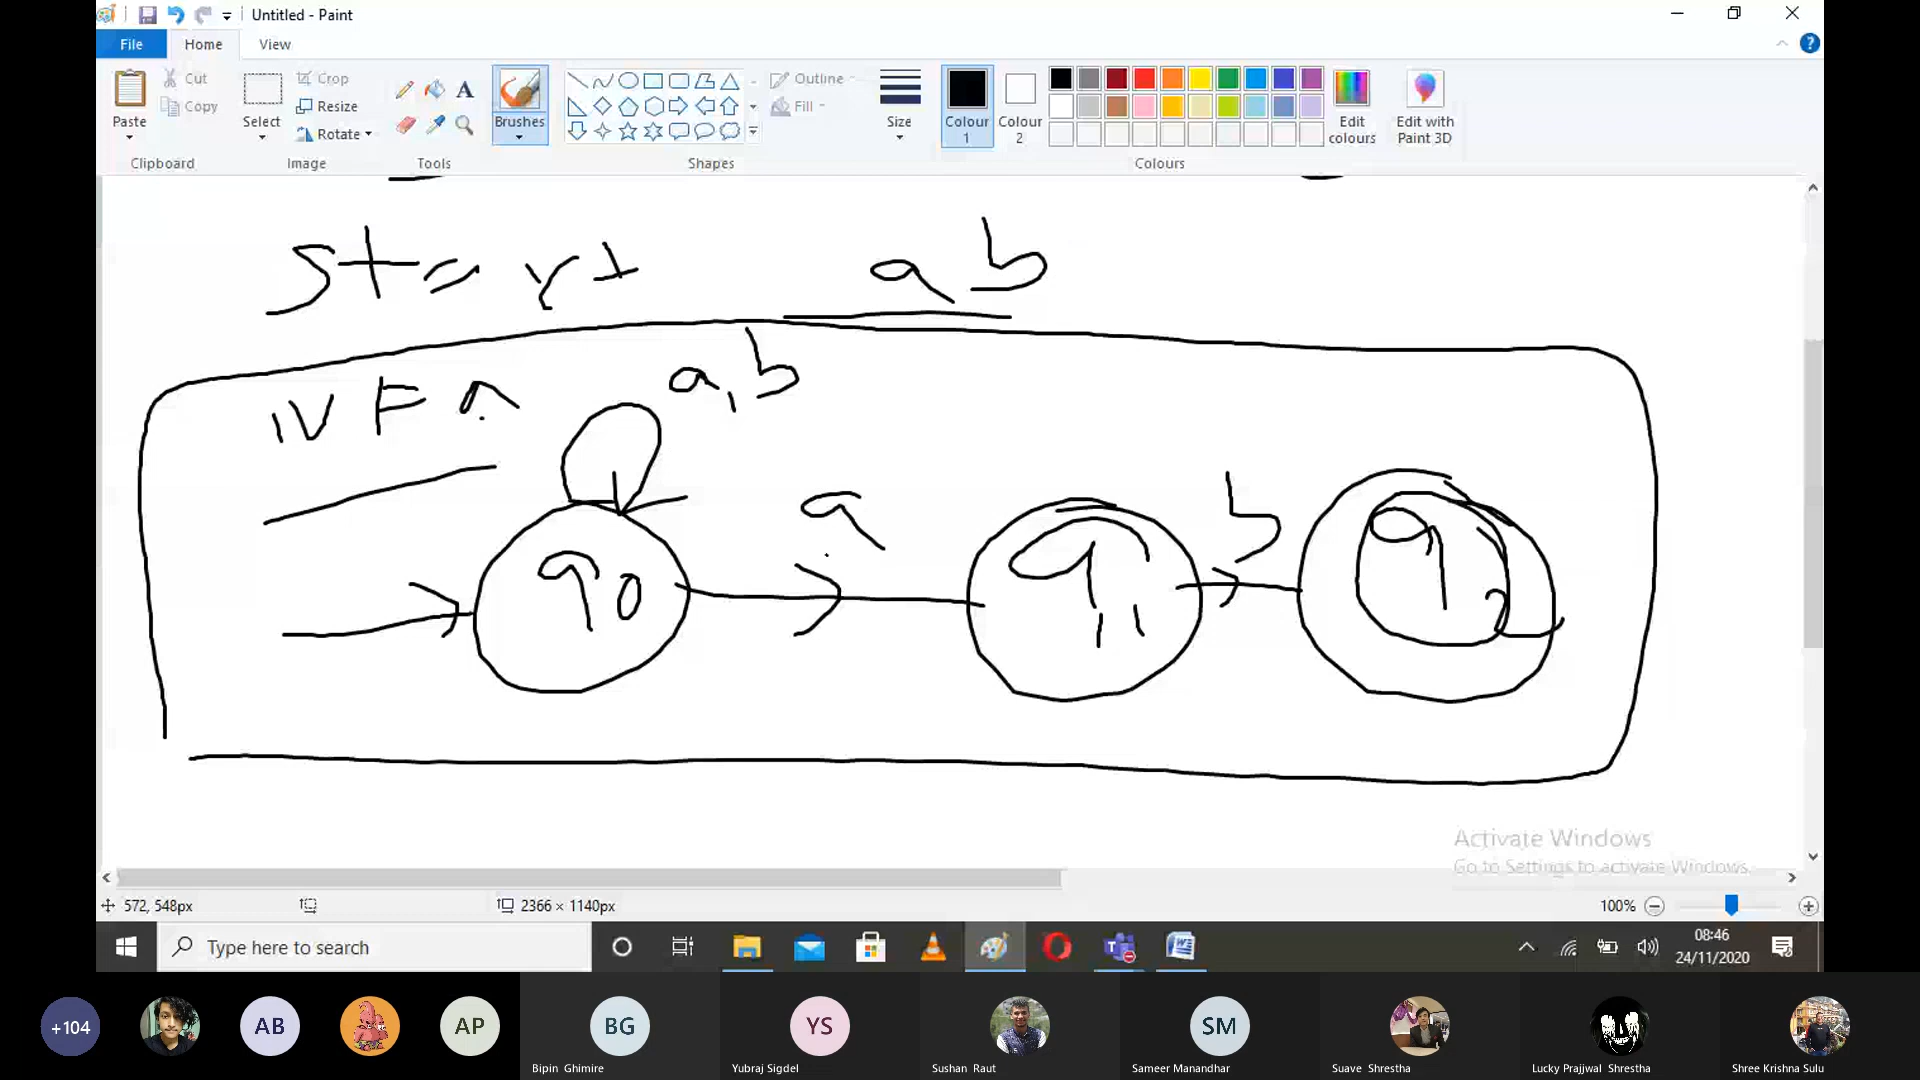 Untitled - Paint
File Home View
Paste Cut Copy Clipboard
Select Crop Resize Rotate Image
Tools
Brushes
Shapes
Outline Fill
Size
Colour 1
Colour 2
Edit colours
Edit with Paint 3D
Colours
a b
NFA
a,b
a
b
q0
q1
q2
Activate Windows
Go to Settings to activate Windows.
572, 548px
2366 × 1140px
100%
Type here to search
08:46
24/11/2020
+104
AB
AP
BG
YS
SM
Bipin Ghimire
Yubraj Sigdel
Sushan Raut
Sameer Manandhar
Suave Shrestha
Lucky Prajjwal Shrestha
Shree Krishna Sulu